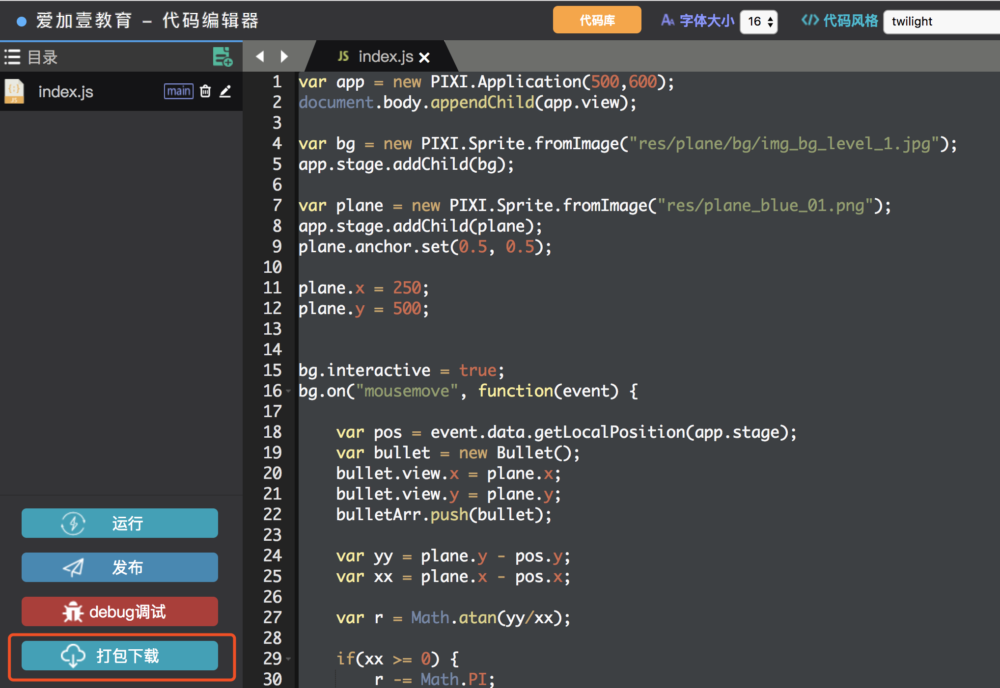 爱加壹教育 – 代码编辑器
代码库
字体大小
16
代码风格
twilight
目录
JS index.js
index.js
main
运行
发布
debug调试
打包下载
1 var app = new PIXI.Application(500,600);
2 document.body.appendChild(app.view);
3
4 var bg = new PIXI.Sprite.fromImage("res/plane/bg/img_bg_level_1.jpg");
5 app.stage.addChild(bg);
6
7 var plane = new PIXI.Sprite.fromImage("res/plane_blue_01.png");
8 app.stage.addChild(plane);
9 plane.anchor.set(0.5, 0.5);
10
11 plane.x = 250;
12 plane.y = 500;
13
14
15 bg.interactive = true;
16 bg.on("mousemove", function(event) {
17
18     var pos = event.data.getLocalPosition(app.stage);
19     var bullet = new Bullet();
20     bullet.view.x = plane.x;
21     bullet.view.y = plane.y;
22     bulletArr.push(bullet);
23
24     var yy = plane.y - pos.y;
25     var xx = plane.x - pos.x;
26
27     var r = Math.atan(yy/xx);
28
29     if(xx >= 0) {
30         r -= Math.PI;